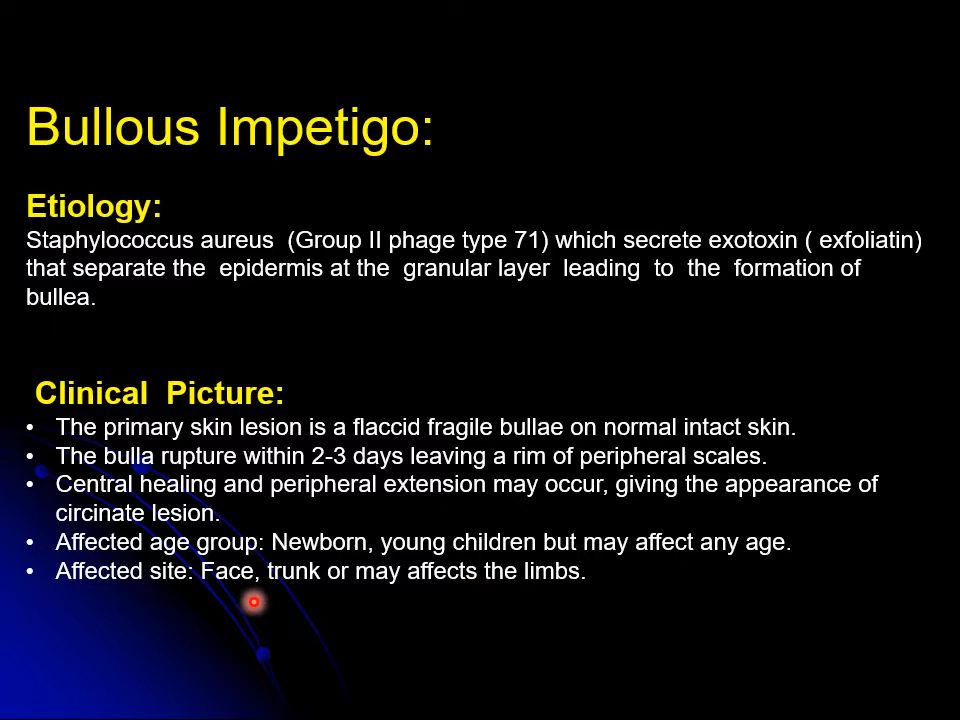 Bullous Impetigo:
Etiology:
Staphylococcus aureus (Group II phage type 71) which secrete exotoxin ( exfoliatin)
that separate the epidermis at the granular layer leading to the formation of
bullea.
Clinical Picture:
• The primary skin lesion is a flaccid fragile bullae on normal intact skin.
• The bulla rupture within 2-3 days leaving a rim of peripheral scales.
• Central healing and peripheral extension may occur, giving the appearance of
circinate lesion.
• Affected age group: Newborn, young children but may affect any age.
• Affected site: Face, trunk or may affects the limbs.